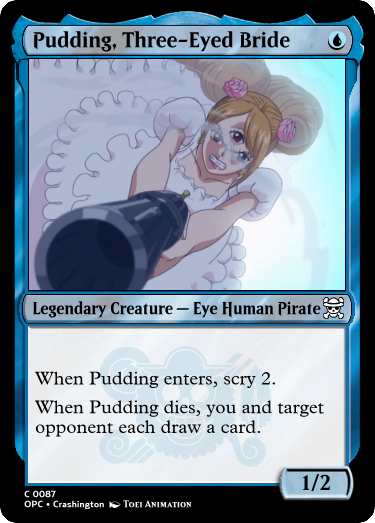 Pudding, Three-Eyed Bride
Legendary Creature — Eye Human Pirate
When Pudding enters, scry 2.
When Pudding dies, you and target
opponent each draw a card.
1/2
C 0087
OPC • Crashington TOEI ANIMATION